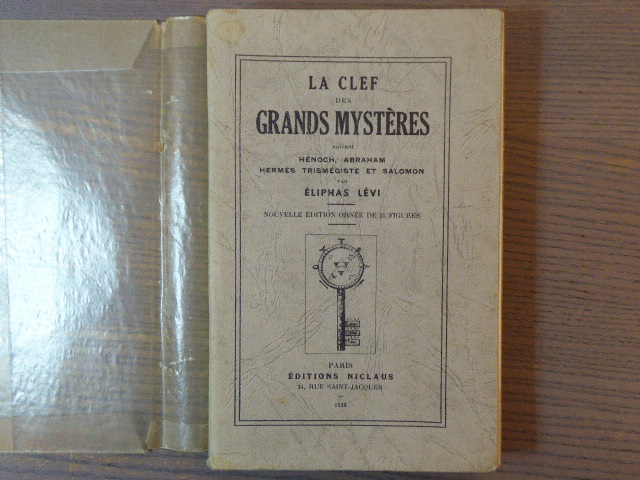 LA CLEF
DES
GRANDS MYSTÈRES
SUIVANT
HÉNOCH, ABRAHAM
HERMÈS TRISMÉGISTE ET SALOMON
PAR
ÉLIPHAS LÉVI
NOUVELLE ÉDITION ORNÉE DE FIGURES
PARIS
ÉDITIONS NICLAUS
34, RUE SAINT-JACQUES